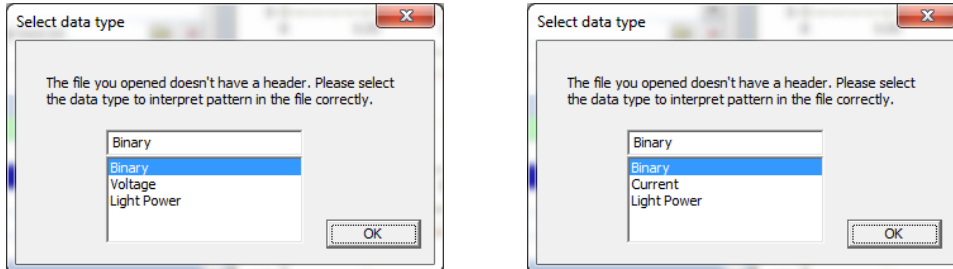 Select data type
The file you opened doesn't have a header. Please select
the data type to interpret pattern in the file correctly.
Binary
Binary
Voltage
Light Power
OK
Select data type
The file you opened doesn't have a header. Please select
the data type to interpret pattern in the file correctly.
Binary
Binary
Current
Light Power
OK